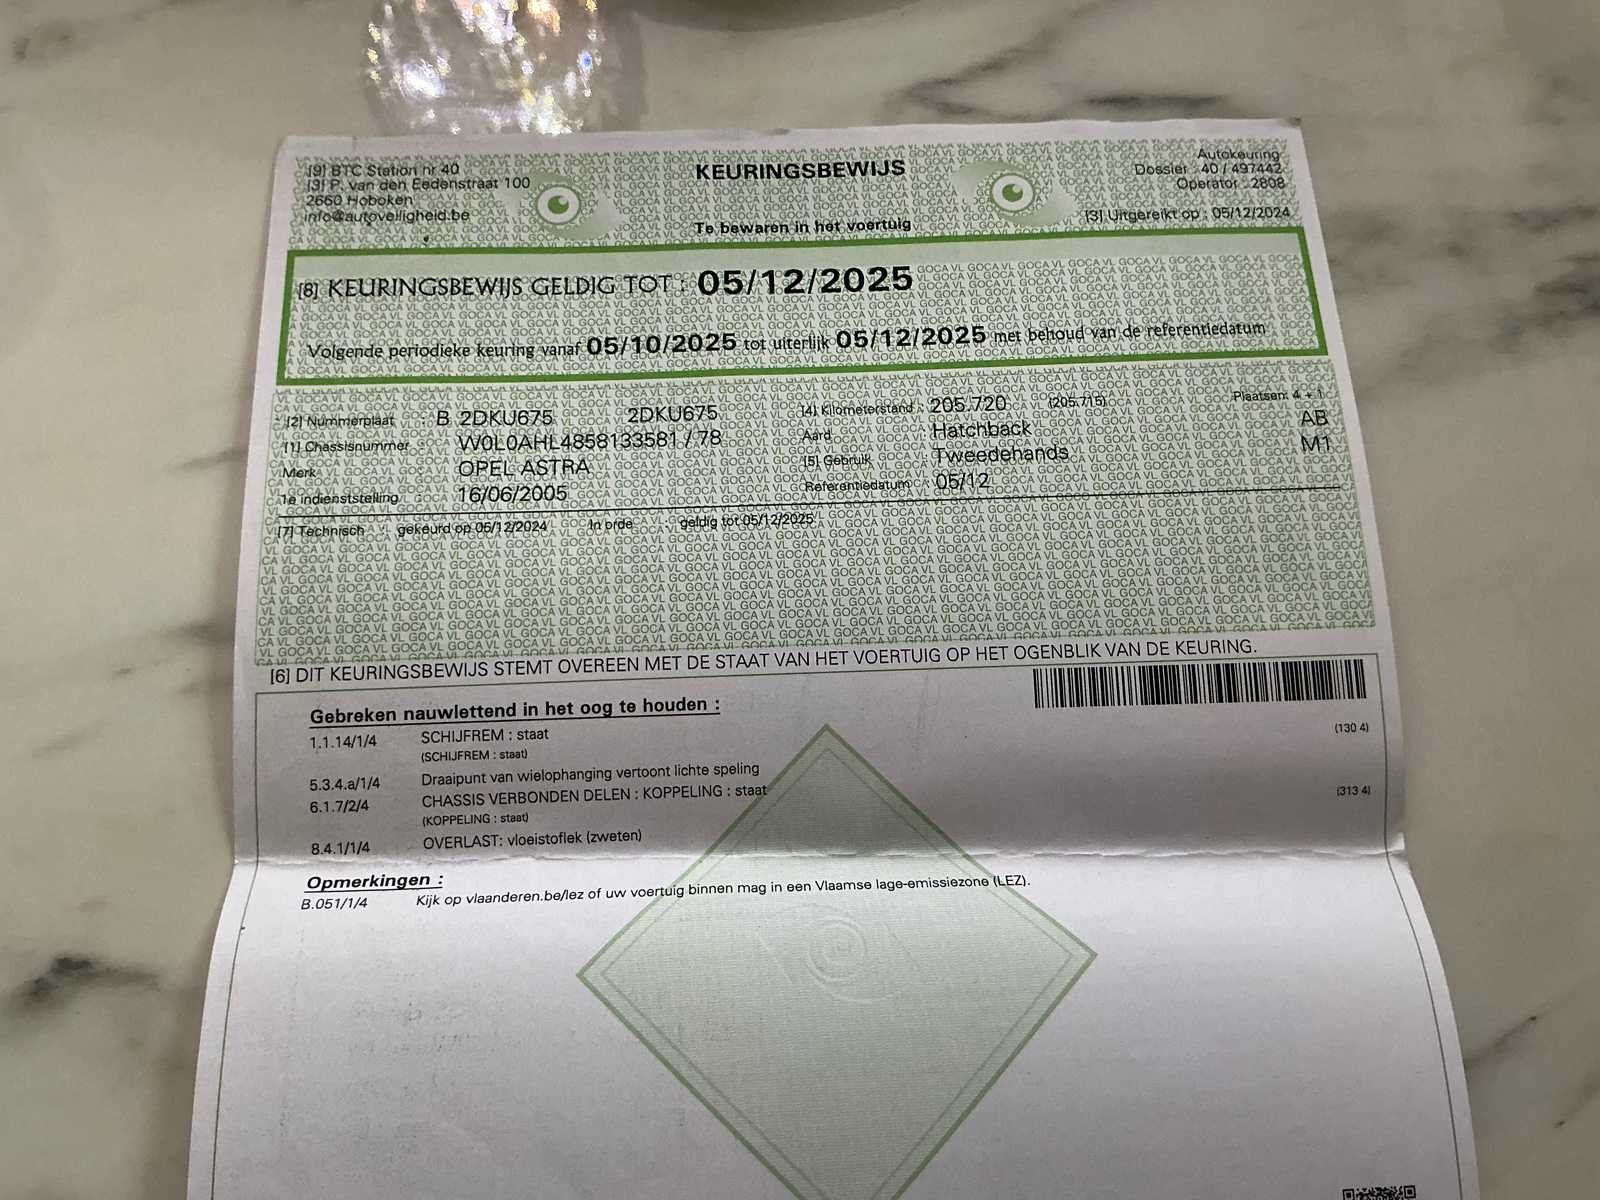 [9] BTC Station nr 40
[3] P. van den Eedenstraat 100
2660 Hoboken
info@autoveiligheid.be
KEURINGSBEWIJS
Te bewaren in het voertuig
Autokeuring
Dossier : 40 / 497442
Operator : 2808
[3] Uitgereikt op : 05/12/2024
[8] KEURINGSBEWIJS GELDIG TOT : 05/12/2025
Volgende periodieke keuring vanaf 05/10/2025 tot uiterlijk 05/12/2025 met behoud van de referentiedatum
[2] Nummerplaat : B 2DKU675 2DKU675
[1] Chassisnummer W0L0AHL4858133581 / 78
Merk : OPEL ASTRA
1e indienststelling 16/06/2005
[4] Kilometerstand : 205.720 (205.715) Plaatsen: 4 + 1
Aard Hatchback AB
[5] Gebruik Tweedehands M1
Referentiedatum : 05/12
[7] Technisch : gekeurd op 05/12/2024 In orde geldig tot 05/12/2025
[6] DIT KEURINGSBEWIJS STEMT OVEREEN MET DE STAAT VAN HET VOERTUIG OP HET OGENBLIK VAN DE KEURING.
Gebreken nauwlettend in het oog te houden :
1.1.14/1/4 SCHIJFREM : staat (130 4)
(SCHIJFREM : staat)
5.3.4.a/1/4 Draaipunt van wielophanging vertoont lichte speling
6.1.7/2/4 CHASSIS VERBONDEN DELEN : KOPPELING : staat (313 4)
(KOPPELING : staat)
8.4.1/1/4 OVERLAST: vloeistoflek (zweten)
Opmerkingen :
B.051/1/4 Kijk op vlaanderen.be/lez of uw voertuig binnen mag in een Vlaamse lage-emissiezone (LEZ).